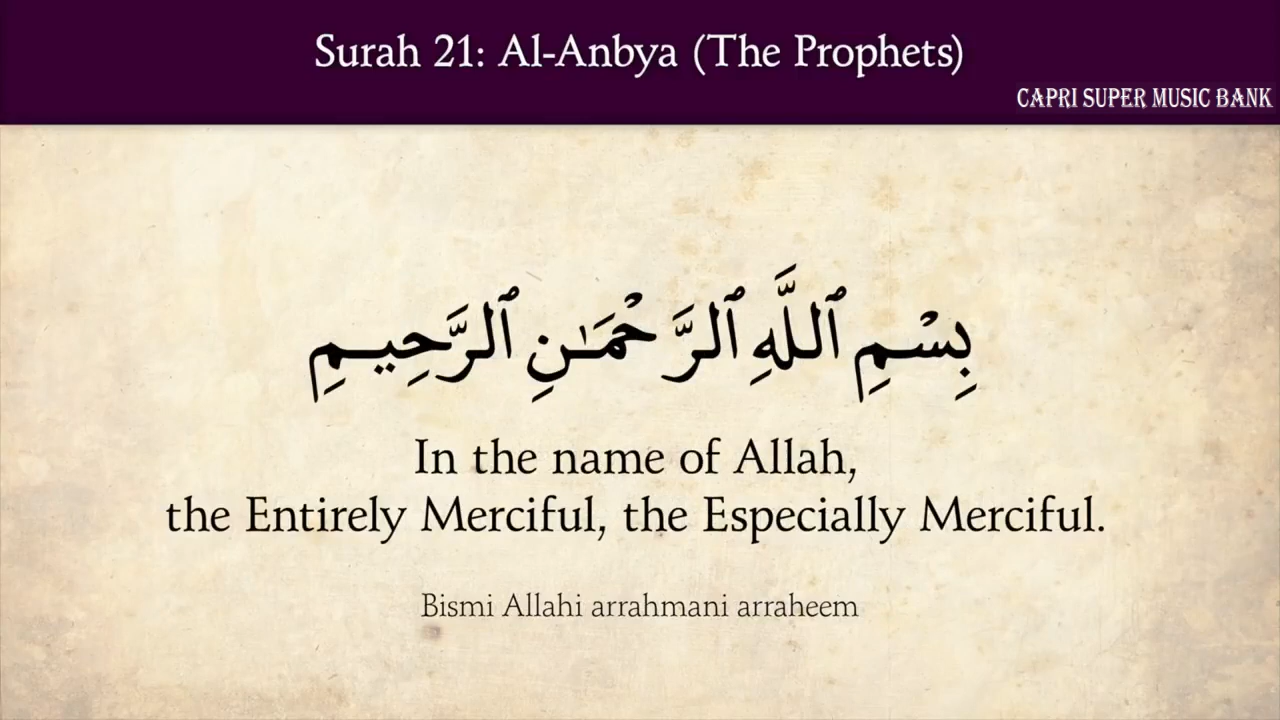 Surah 21: Al-Anbya (The Prophets)
CAPRI SUPER MUSIC BANK
بِسْمِ ٱللَّهِ ٱلرَّحْمَـٰنِ ٱلرَّحِيمِ
In the name of Allah,
the Entirely Merciful, the Especially Merciful.
Bismi Allahi arrahmani arraheem